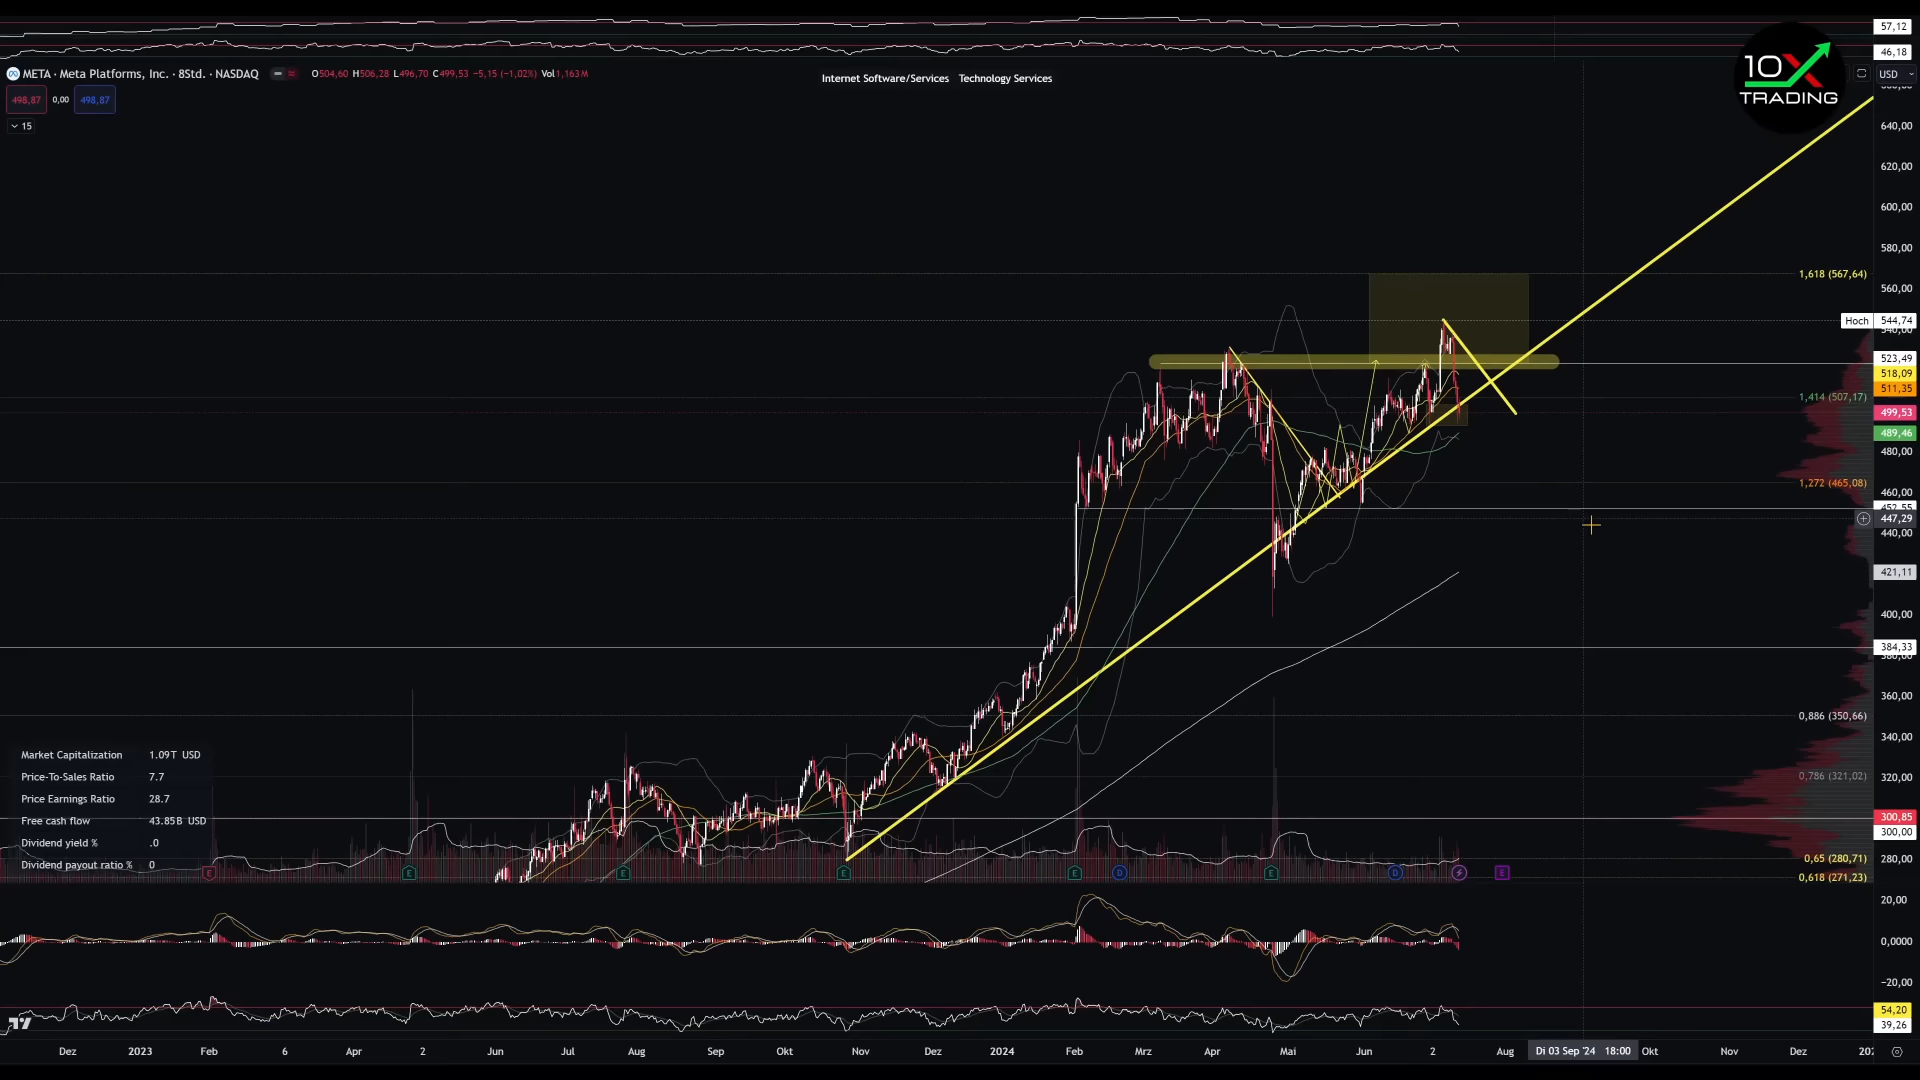 57,12
46,18
10X
TRADING
META · Meta Platforms, Inc. · 8Std. · NASDAQ
O504,60 H506,28 L496,70 C499,53 −5,15 (−1,02%) Vol1,163M
Internet Software/Services Technology Services
USD
498,87 0,00 498,87
15
640,00
620,00
600,00
580,00
1,618 (567,64)
560,00
Hoch 544,74
540,00
523,49
518,09
511,35
1,414 (507,17)
499,53
489,46
480,00
1,272 (465,08)
460,00
452,55
447,29
440,00
421,11
400,00
384,33
380,00
360,00
0,886 (350,66)
340,00
320,00
0,786 (321,02)
300,85
300,00
280,00
0,65 (280,71)
0,618 (271,23)
Market Capitalization 1.09T USD
Price-To-Sales Ratio 7.7
Price Earnings Ratio 28.7
Free cash flow 43.85B USD
Dividend yield % .0
Dividend payout ratio % 0
E E E E E D E D E
20,00
0,0000
−20,00
54,20
39,26
Dez 2023 Feb 6 Apr 2 Jun Jul Aug Sep Okt Nov Dez 2024 Feb Mrz Apr Mai Jun 2 Aug Di 03 Sep '24 18:00 Okt Nov Dez